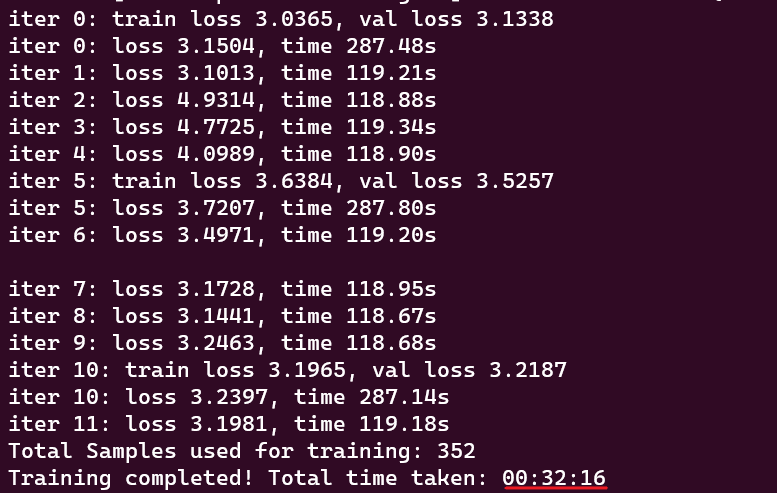 iter 0: train loss 3.0365, val loss 3.1338
iter 0: loss 3.1504, time 287.48s
iter 1: loss 3.1013, time 119.21s
iter 2: loss 4.9314, time 118.88s
iter 3: loss 4.7725, time 119.34s
iter 4: loss 4.0989, time 118.90s
iter 5: train loss 3.6384, val loss 3.5257
iter 5: loss 3.7207, time 287.80s
iter 6: loss 3.4971, time 119.20s
iter 7: loss 3.1728, time 118.95s
iter 8: loss 3.1441, time 118.67s
iter 9: loss 3.2463, time 118.68s
iter 10: train loss 3.1965, val loss 3.2187
iter 10: loss 3.2397, time 287.14s
iter 11: loss 3.1981, time 119.18s
Total Samples used for training: 352
Training completed! Total time taken: 00:32:16